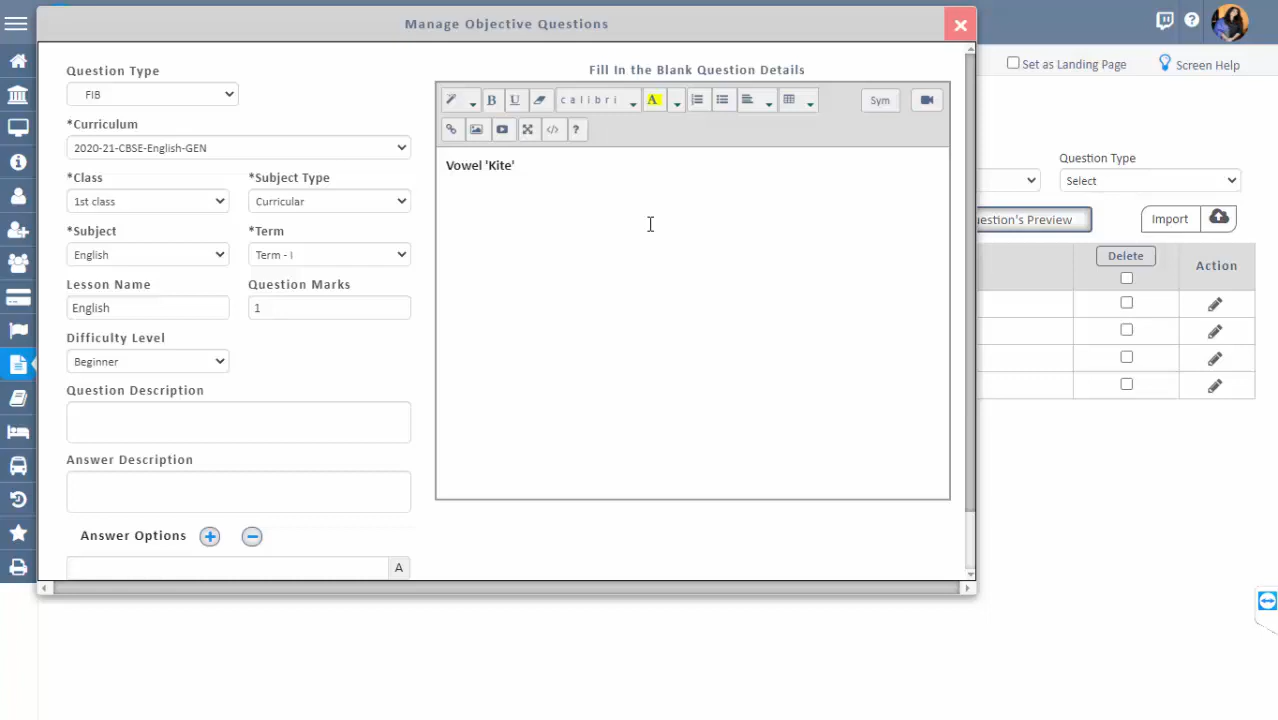 Manage Objective Questions
Set as Landing Page
Screen Help
Question Type
FIB
*Curriculum
2020-21-CBSE-English-GEN
*Class
*Subject Type
1st class
Curricular
*Subject
*Term
English
Term - I
Lesson Name
Question Marks
English
1
Difficulty Level
Beginner
Question Description
Answer Description
Answer Options
A
Fill In the Blank Question Details
B
U
calibri
A
Sym
</>
?
Vowel 'Kite'
Question Type
Select
Preview
Import
Delete
Action